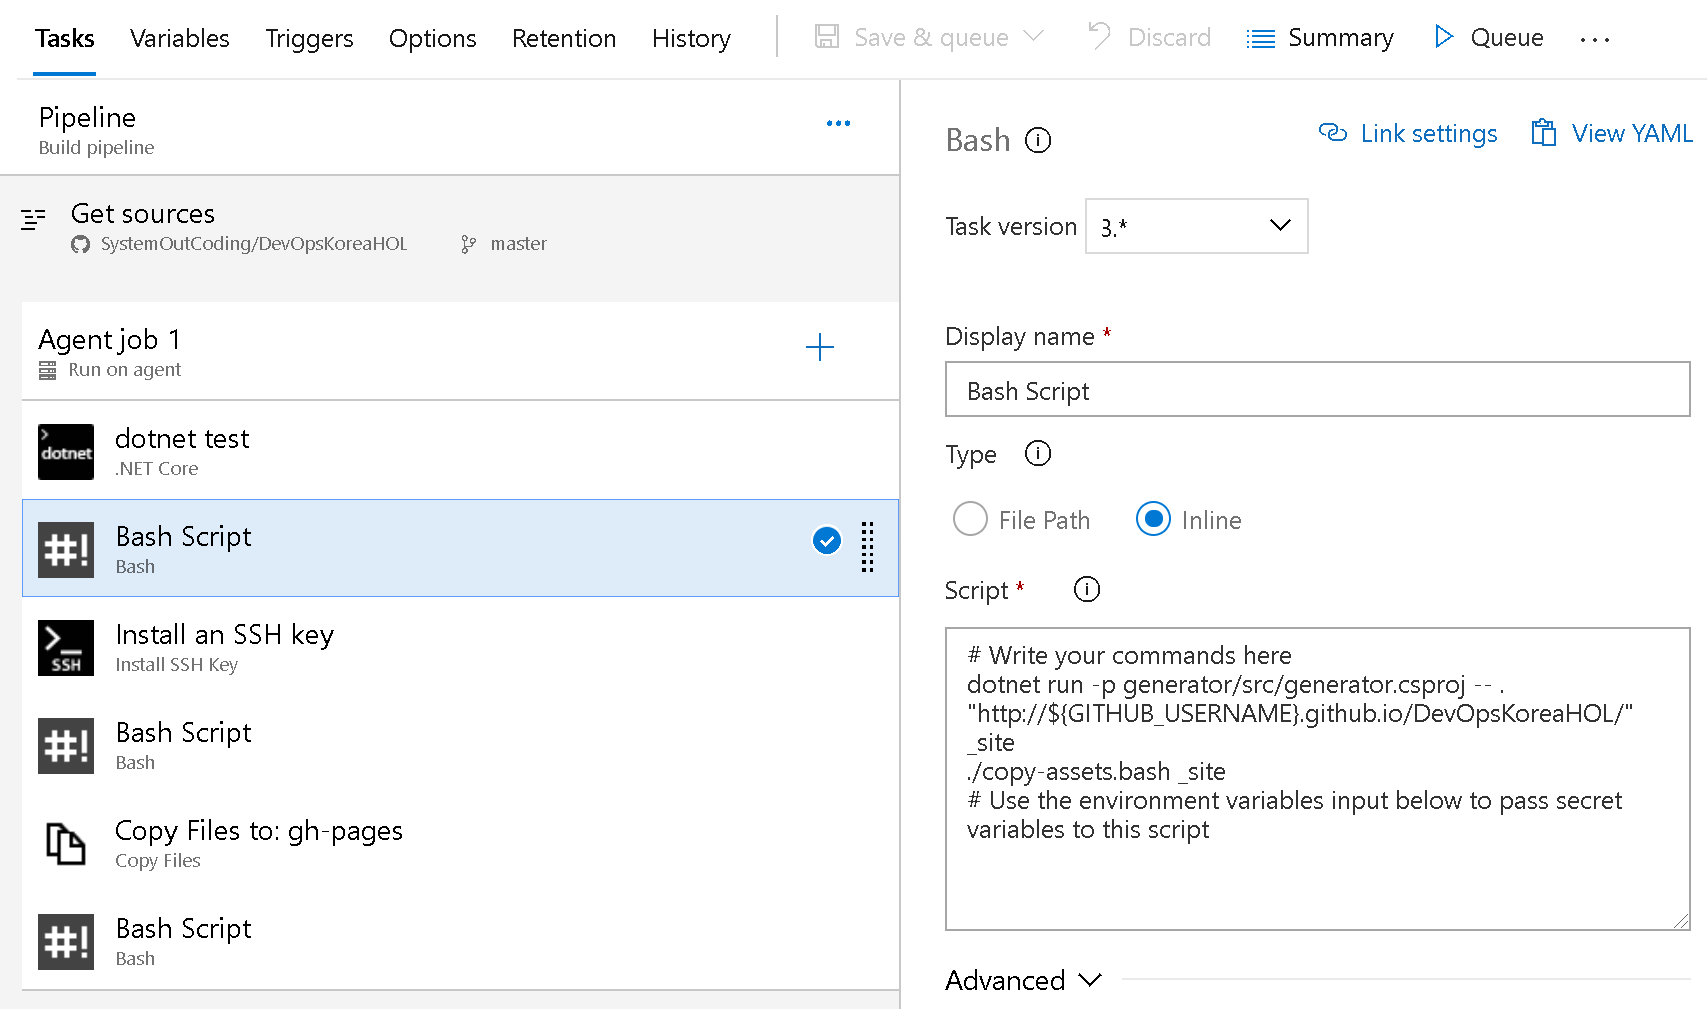 Tasks Variables Triggers Options Retention History Save & queue Discard Summary Queue ...
Pipeline
Build pipeline
Get sources
SystemOutCoding/DevOpsKoreaHOL master
Agent job 1
Run on agent
dotnet
dotnet test
.NET Core
#!
Bash Script
Bash
>_
SSH
Install an SSH key
Install SSH Key
#!
Bash Script
Bash
Copy Files to: gh-pages
Copy Files
#!
Bash Script
Bash
Bash
Link settings View YAML
Task version 3.*
Display name *
Bash Script
Type
File Path Inline
Script *
# Write your commands here
dotnet run -p generator/src/generator.csproj -- .
"http://${GITHUB_USERNAME}.github.io/DevOpsKoreaHOL/"
_site
./copy-assets.bash _site
# Use the environment variables input below to pass secret
variables to this script
Advanced